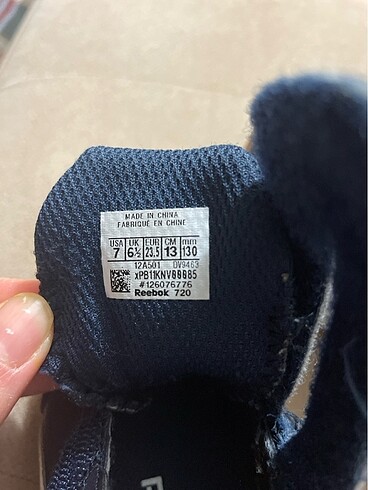 MADE IN CHINA
FABRIQUÉ EN CHINE
USA UK EUR CM mm
7 6½ 23.5 13 130
12A501 DV9463
xPB1KNV00085
#126076776
Reebok 720